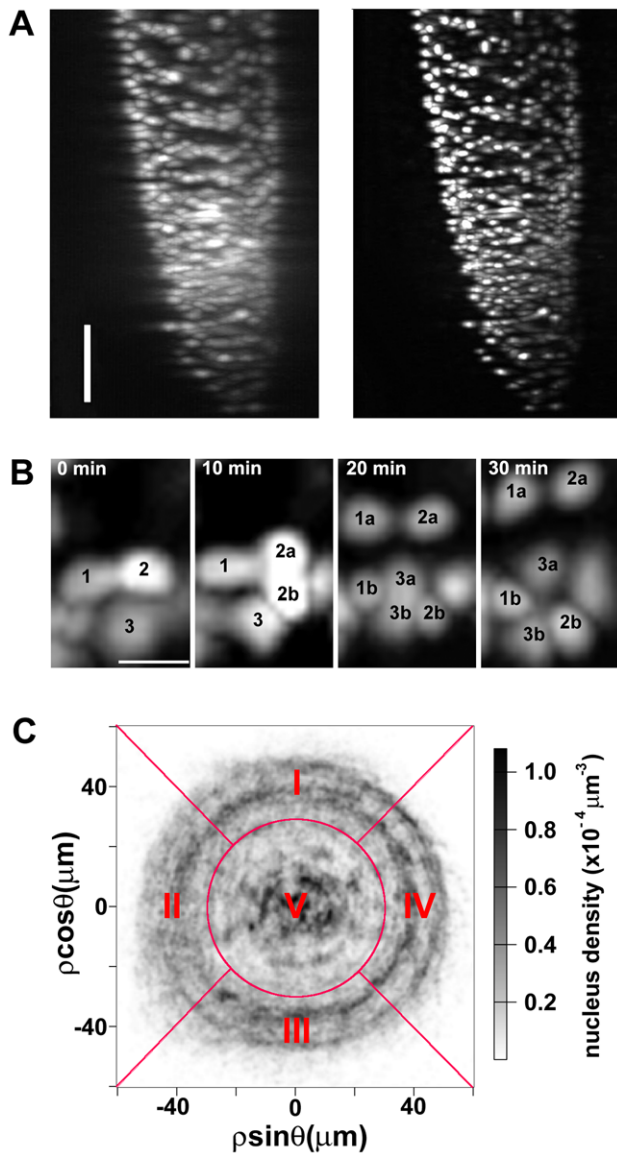 A
B
0 min
10 min
20 min
30 min
1
2
3
1
2a
2b
3
1a
2a
1b
3a
3b
2b
1a
2a
3a
1b
3b
2b
C
I
II
V
IV
III
40
0
-40
ρcosθ(μm)
-40
0
40
ρsinθ(μm)
1.0
0.8
0.6
0.4
0.2
nucleus density (x10⁻⁴ μm⁻³)